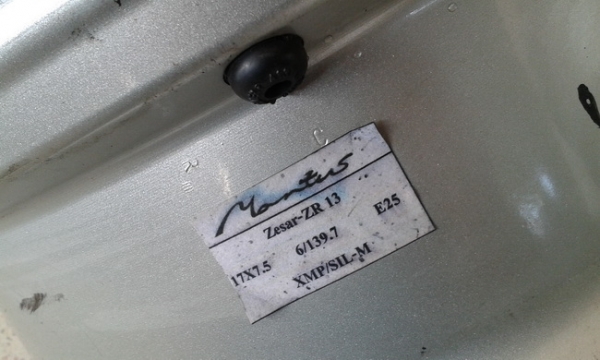 Mantus
Zesar-ZR 13
6/139.7 E25
17X7.5
XMP/SIL-M